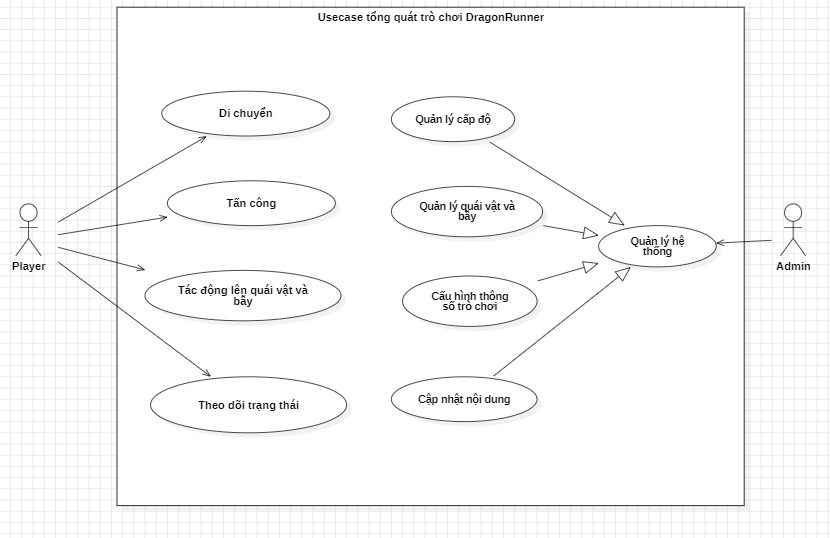 Usecase tổng quát trò chơi DragonRunner
Di chuyển
Tấn công
Tác động lên quái vật và
bẫy
Theo dõi trạng thái
Quản lý cấp độ
Quản lý quái vật và
bẫy
Cấu hình thông
số trò chơi
Cập nhật nội dung
Quản lý hệ
thống
Player
Admin